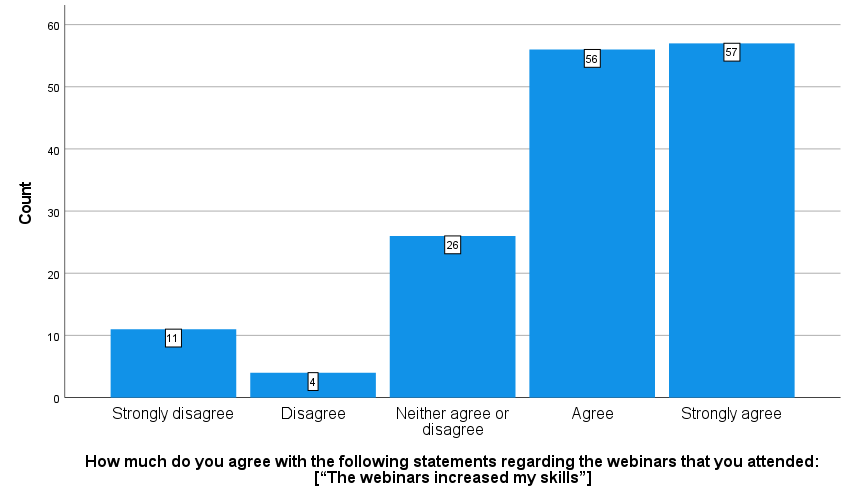 60
50
40
30
20
10
0
Count
11
4
26
56
57
Strongly disagree
Disagree
Neither agree or
disagree
Agree
Strongly agree
How much do you agree with the following statements regarding the webinars that you attended:
[“The webinars increased my skills”]